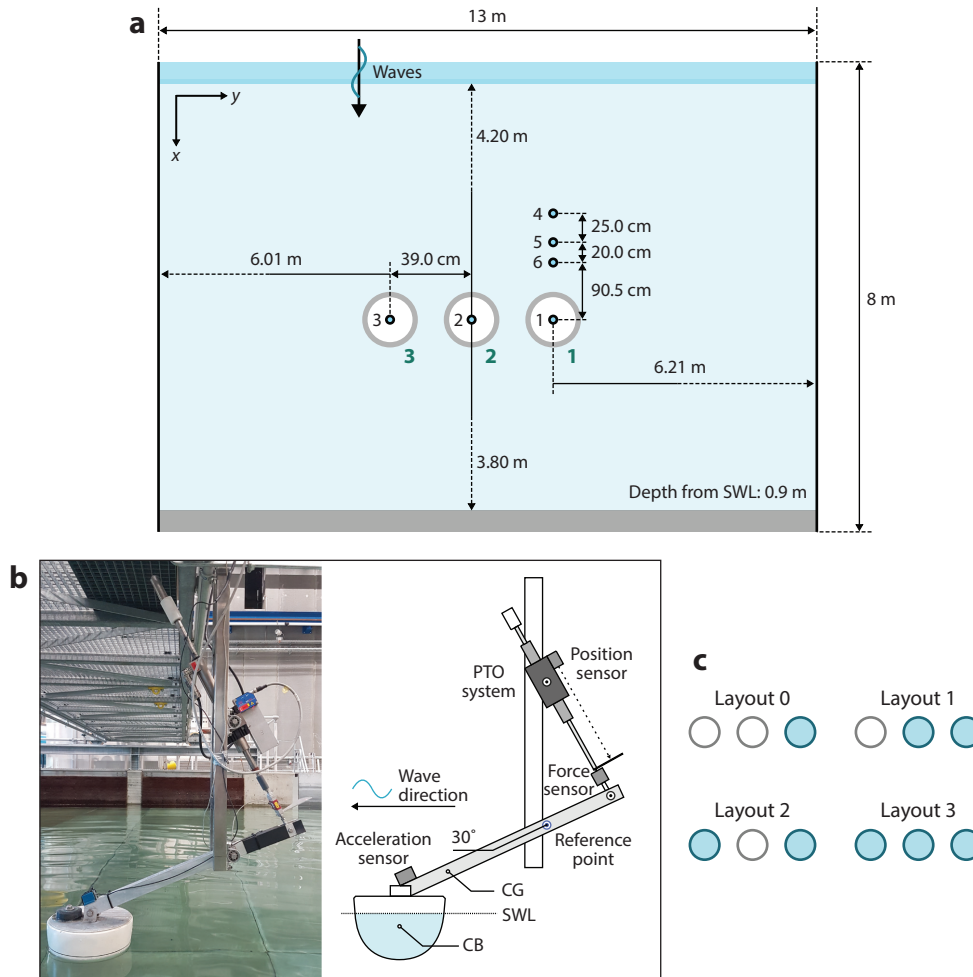 a
13 m
Waves
y
x
4.20 m
4
25.0 cm
5
20.0 cm
6
6.01 m
39.0 cm
90.5 cm
8 m
3
2
1
3
2
1
6.21 m
3.80 m
Depth from SWL: 0.9 m
b
PTO
system
Position
sensor
Force
sensor
Wave
direction
Acceleration
sensor
30°
Reference
point
CG
SWL
CB
c
Layout 0
Layout 1
Layout 2
Layout 3